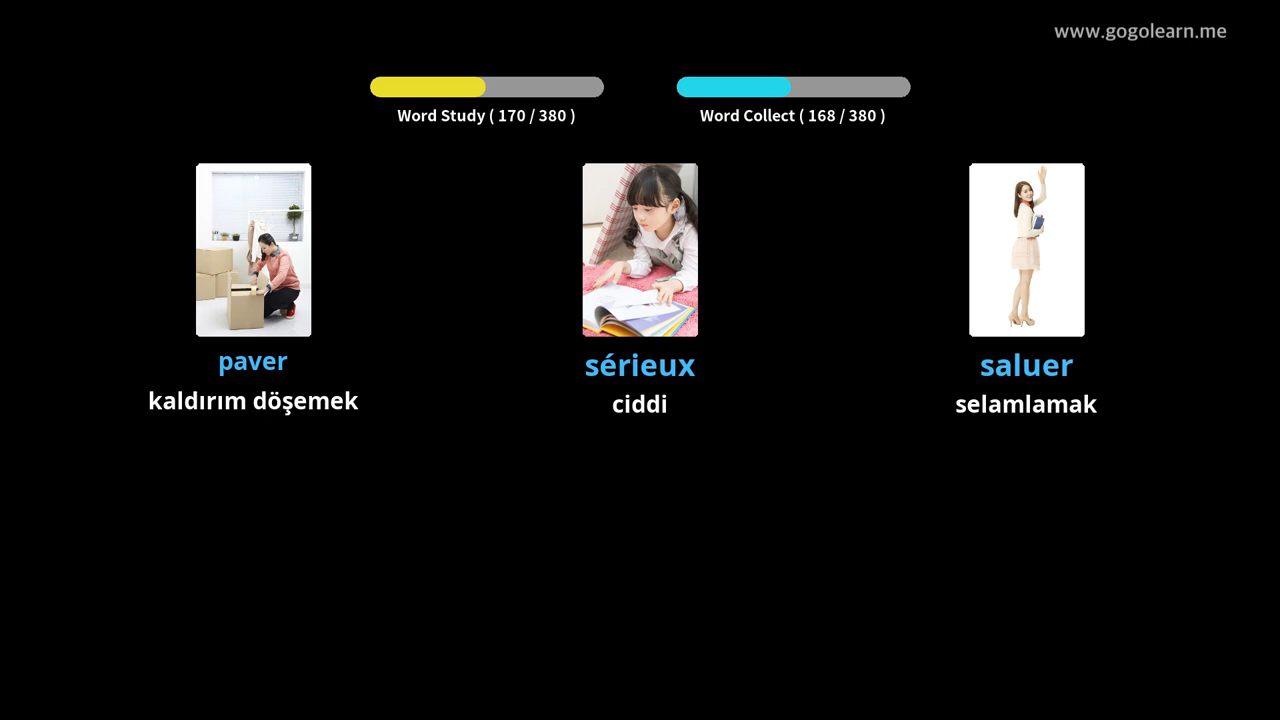 www.gogolearn.me
Word Study ( 170 / 380 )
Word Collect ( 168 / 380 )
paver
kaldırım döşemek
sérieux
ciddi
saluer
selamlamak